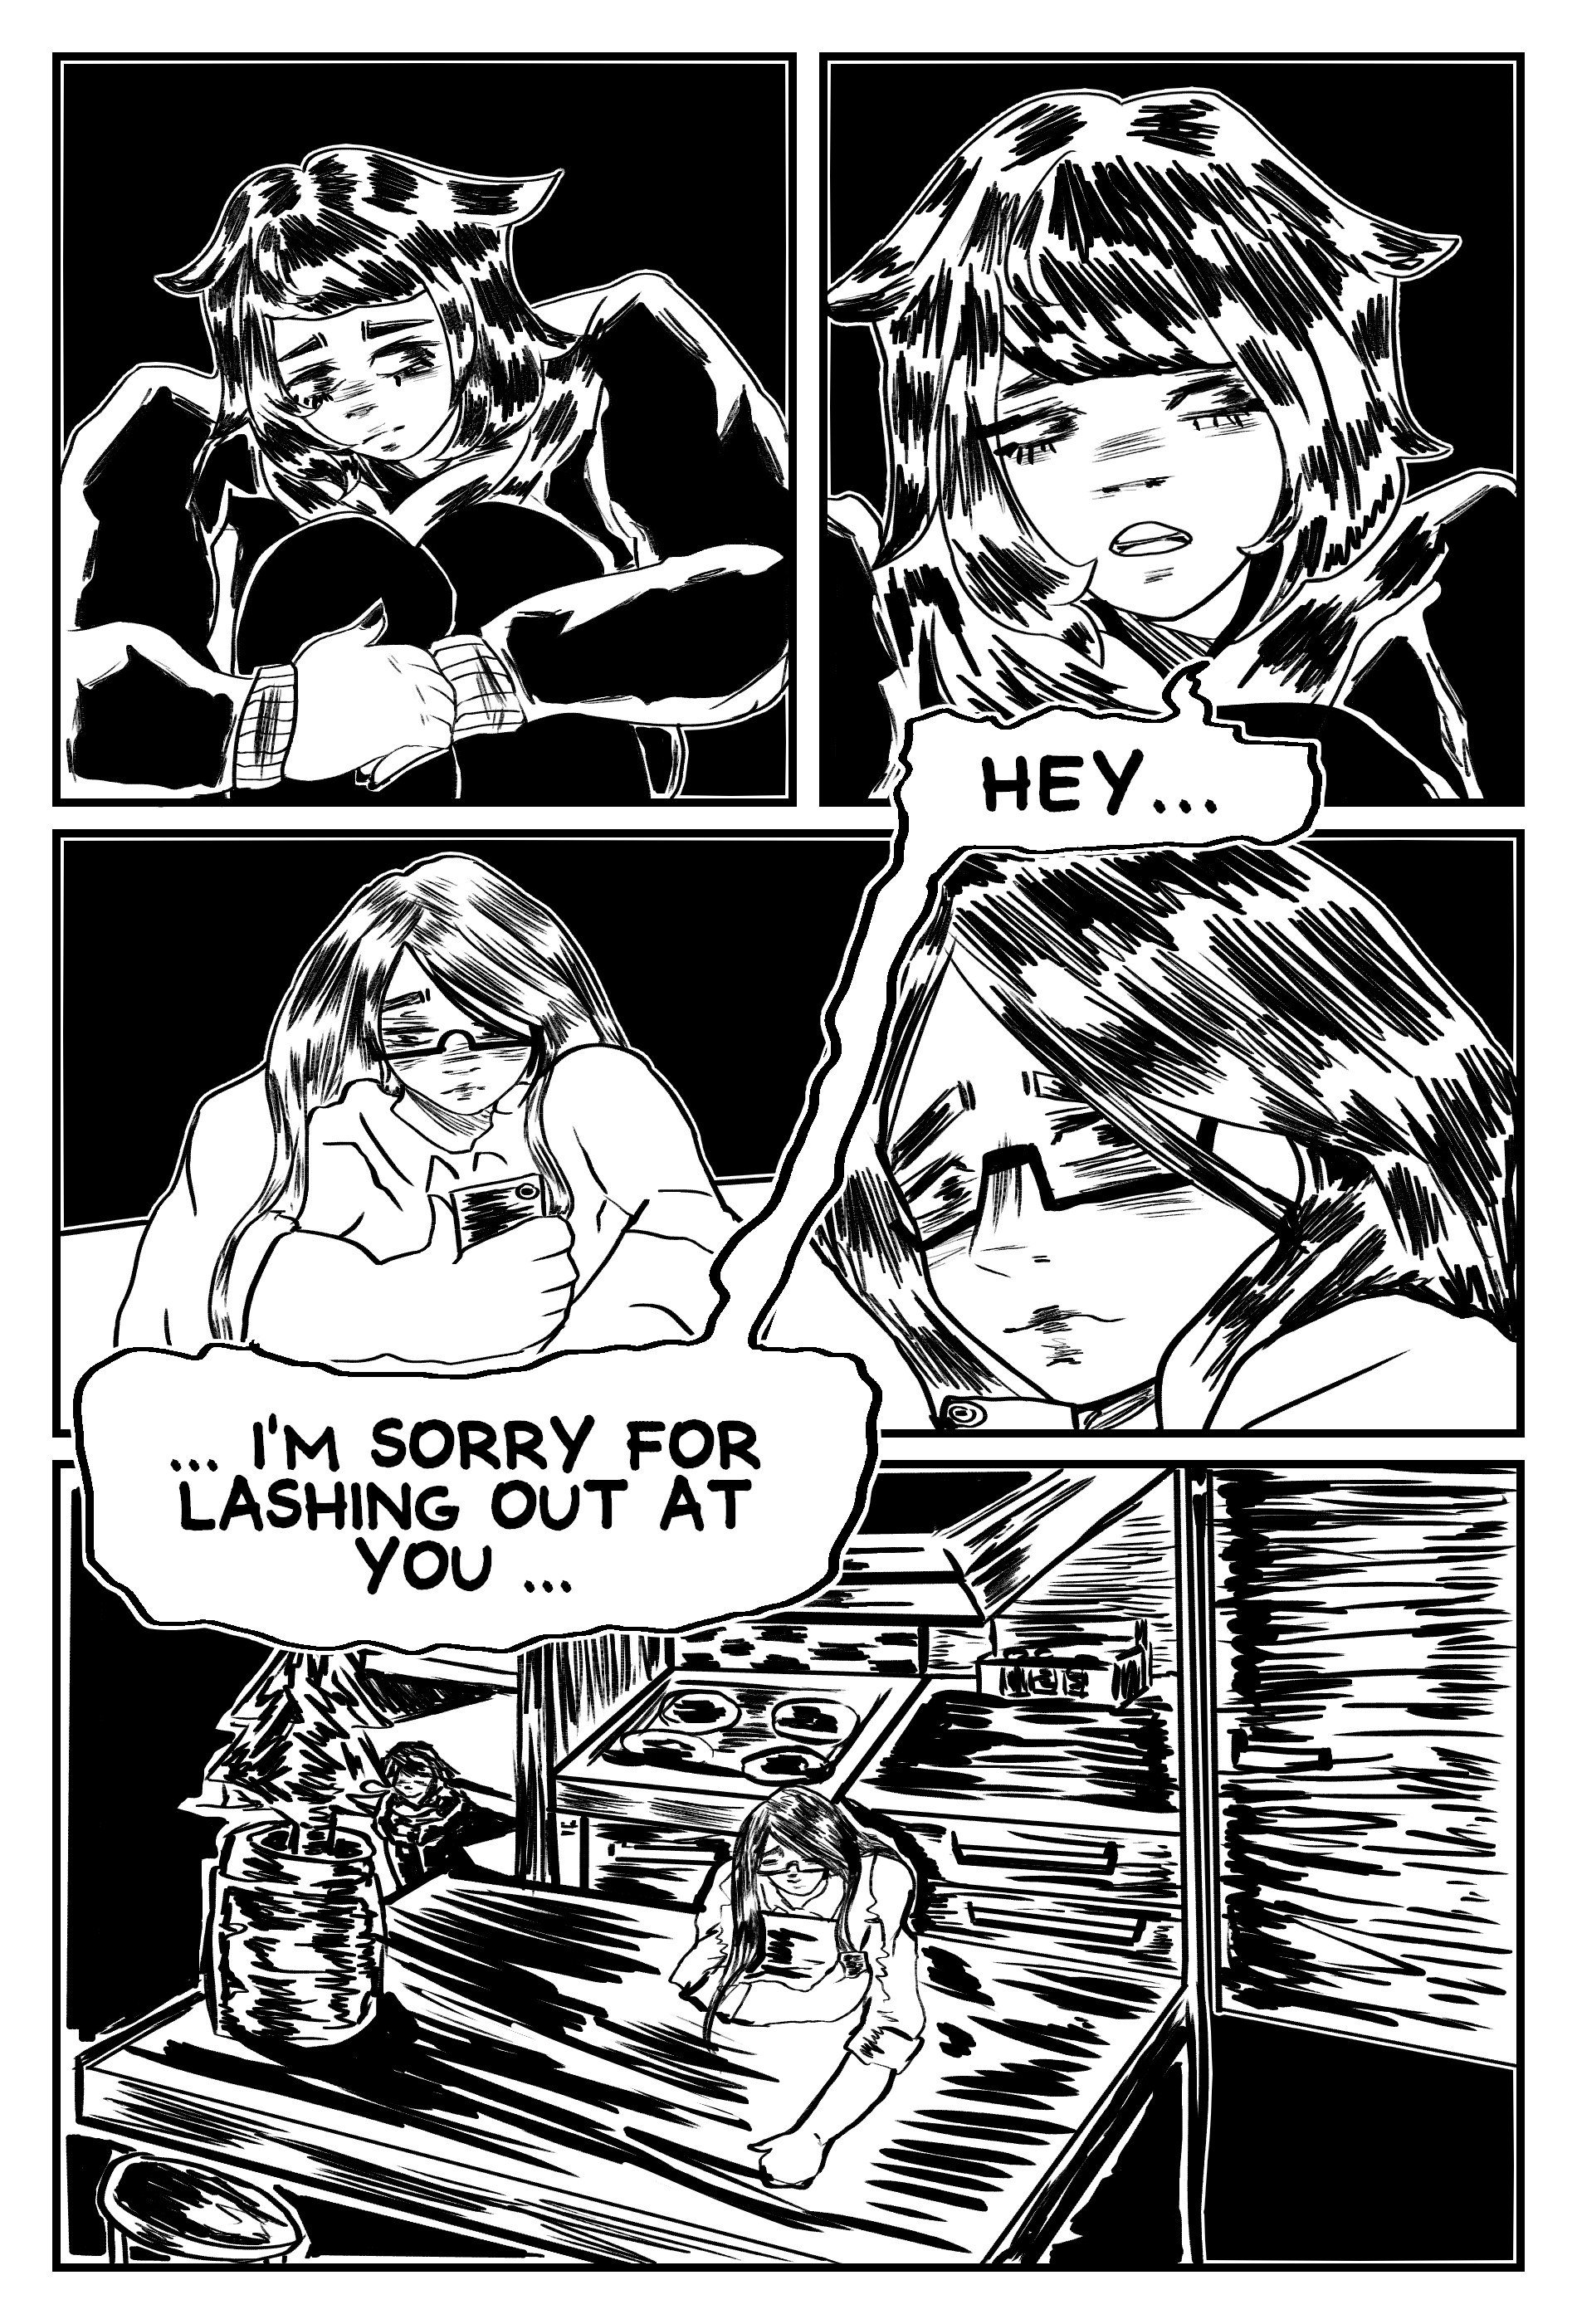 HEY...
... I'M SORRY FOR
LASHING OUT AT
YOU ...